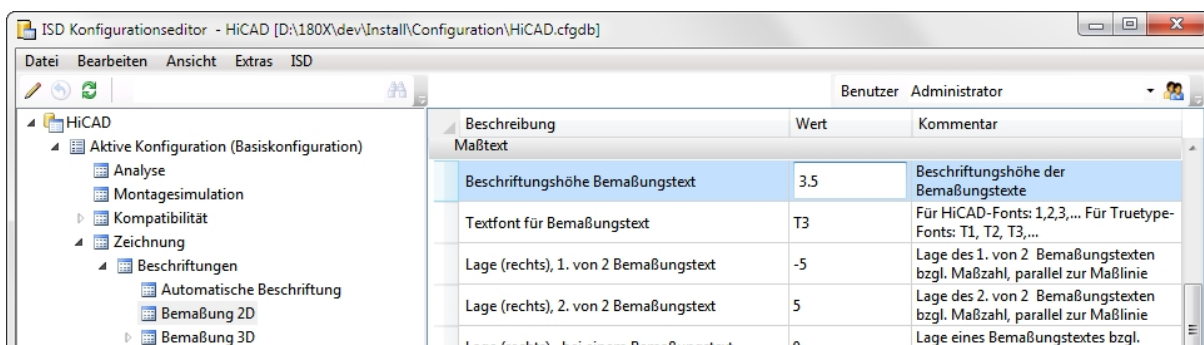 ISD Konfigurationseditor - HiCAD [D:\180X\dev\Install\Configuration\HiCAD.cfgdb]
Datei Bearbeiten Ansicht Extras ISD
Benutzer Administrator
HiCAD
Aktive Konfiguration (Basiskonfiguration)
Analyse
Montagesimulation
Kompatibilität
Zeichnung
Beschriftungen
Automatische Beschriftung
Bemaßung 2D
Bemaßung 3D
Beschreibung Wert Kommentar
Maßtext
Beschriftungshöhe Bemaßungstext 3.5 Beschriftungshöhe der
Bemaßungstexte
Textfont für Bemaßungstext T3 Für HiCAD-Fonts: 1,2,3,... Für Truetype-
Fonts: T1, T2, T3,...
Lage (rechts), 1. von 2 Bemaßungstext -5 Lage des 1. von 2 Bemaßungstexten
bzgl. Maßzahl, parallel zur Maßlinie
Lage (rechts), 2. von 2 Bemaßungstext 5 Lage des 2. von 2 Bemaßungstexten
bzgl. Maßzahl, parallel zur Maßlinie
Lage eines Bemaßungstextes bzgl.